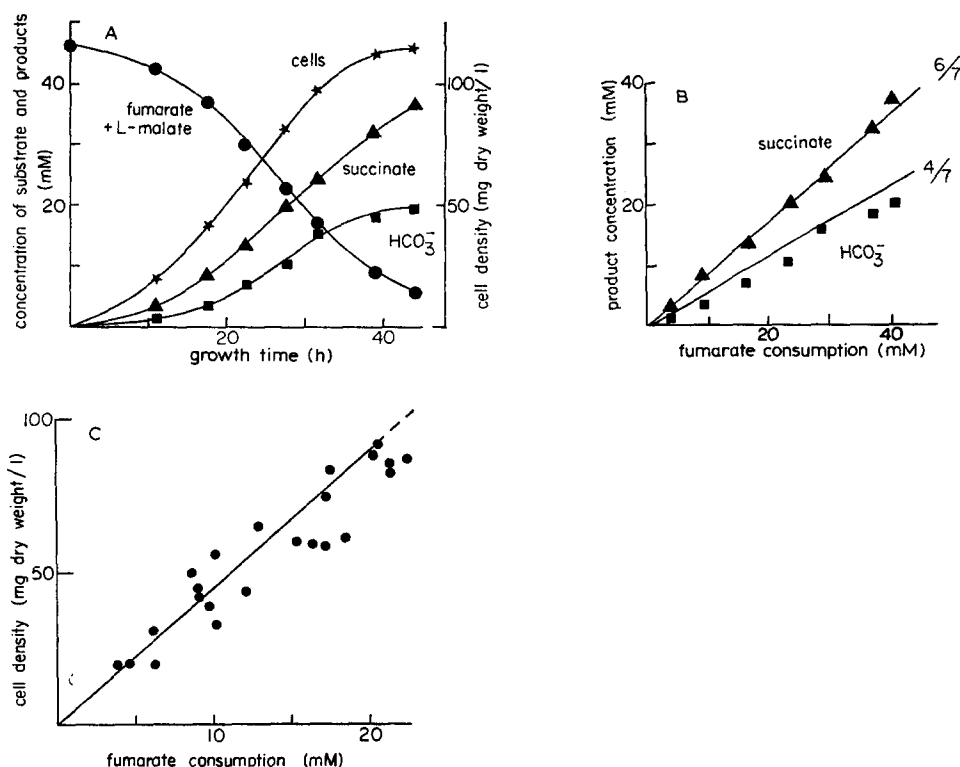 A
concentration of substrate and products
(mM)
40
20
cells
fumarate
+ L-malate
succinate
HCO₃⁻
100
50
cell density (mg dry weight/l)
20
40
growth time (h)
B
product concentration (mM)
40
20
6/7
succinate
4/7
HCO₃⁻
20
40
fumarate consumption (mM)
C
cell density (mg dry weight/l)
100
50
10
20
fumarate consumption (mM)